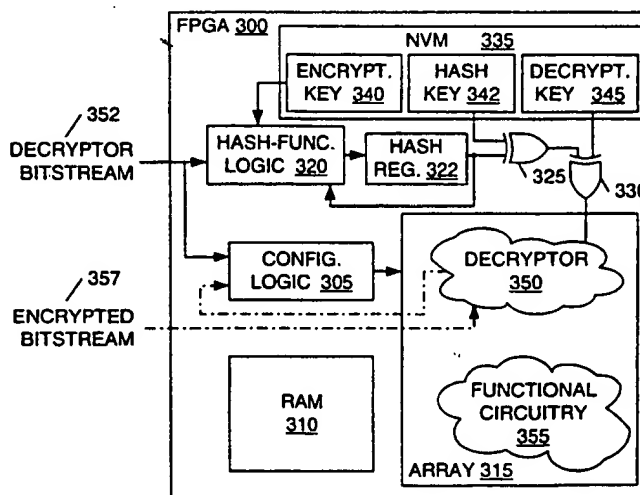 FPGA 300
NVM 335
ENCRYPT.
KEY 340
HASH
KEY 342
DECRYPT.
KEY 345
352
DECRYPTOR
BITSTREAM
HASH-FUNC.
LOGIC 320
HASH
REG. 322
325
330
357
ENCRYPTED
BITSTREAM
CONFIG.
LOGIC 305
DECRYPTOR
350
RAM
310
FUNCTIONAL
CIRCUITRY
355
ARRAY 315